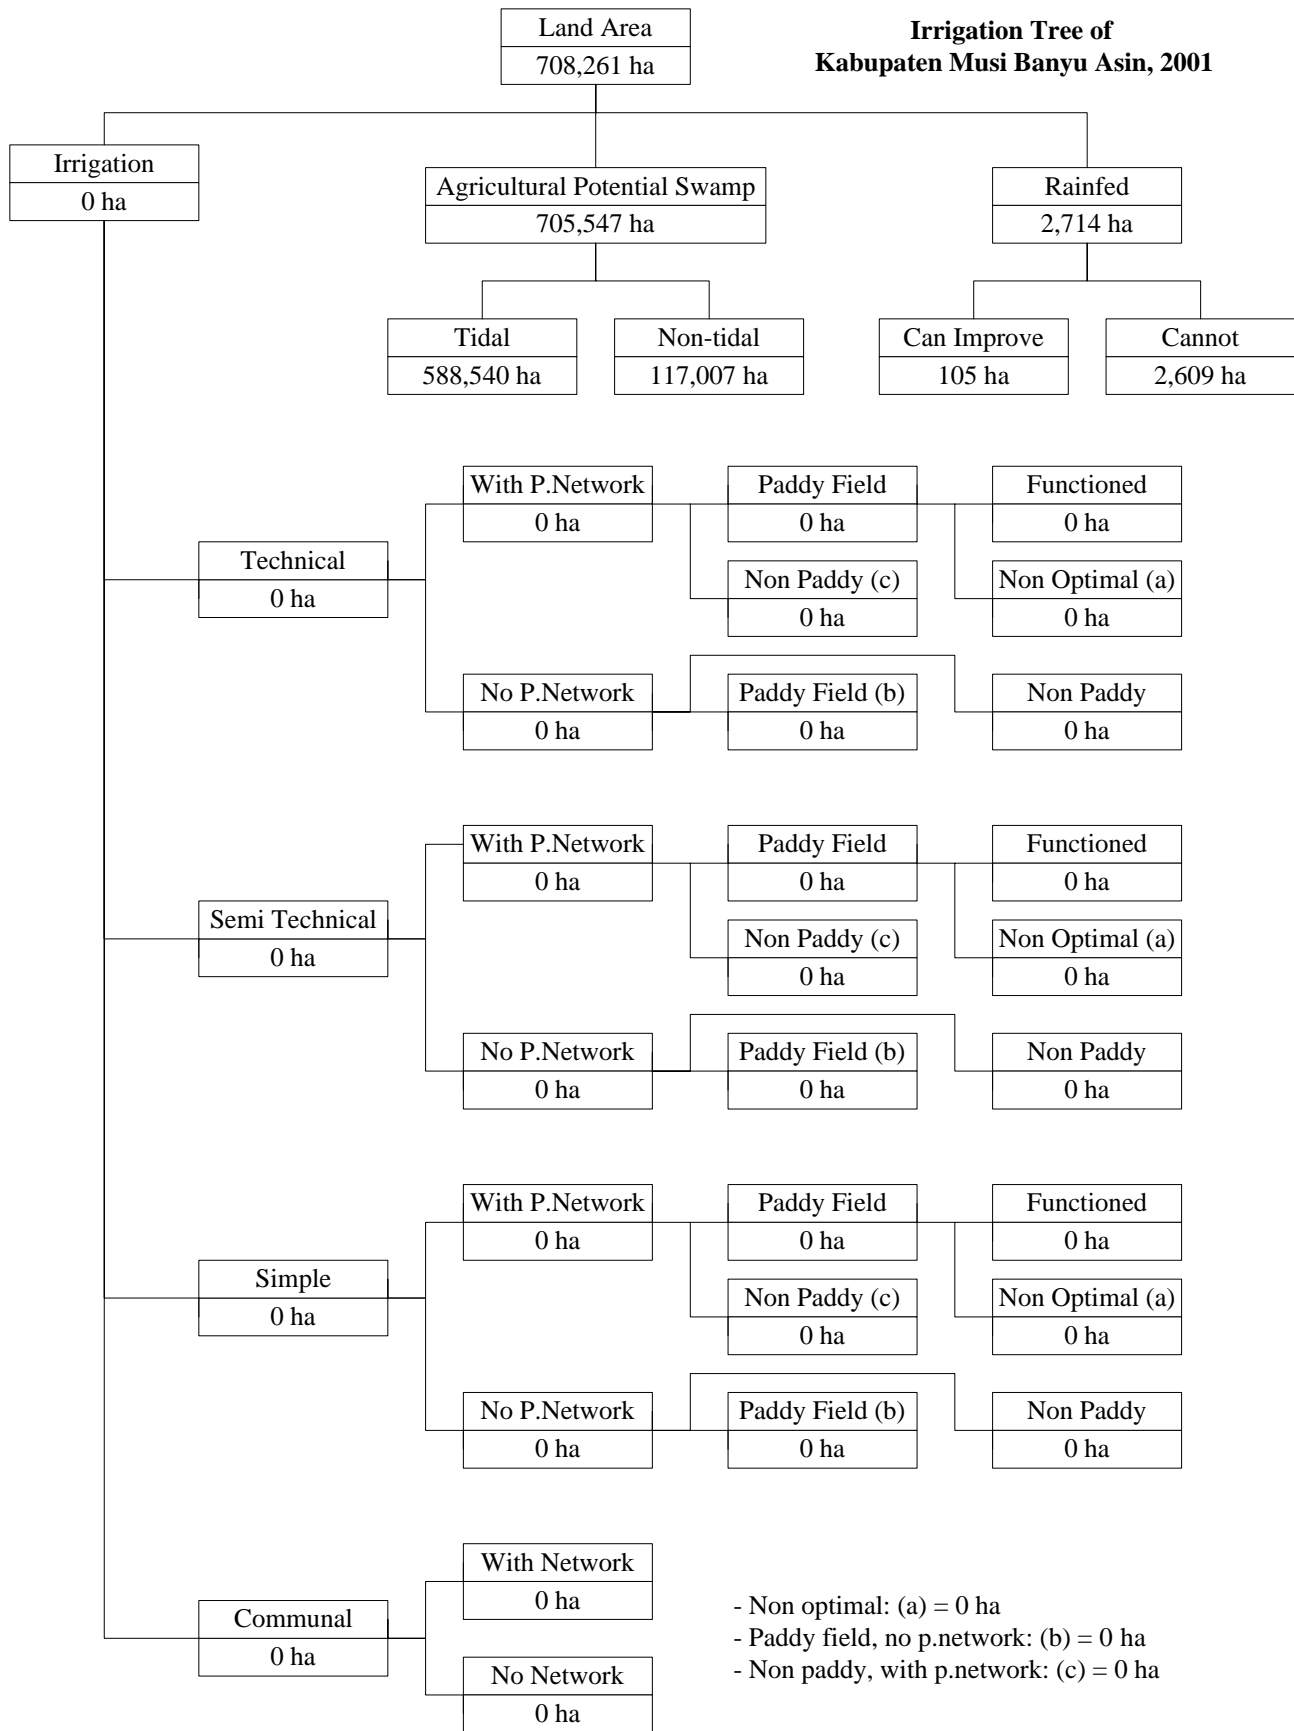 Land Area
708,261 ha
Irrigation Tree of
Kabupaten Musi Banyu Asin, 2001
Irrigation
0 ha
Agricultural Potential Swamp
705,547 ha
Rainfed
2,714 ha
Tidal
588,540 ha
Non-tidal
117,007 ha
Can Improve
105 ha
Cannot
2,609 ha
Technical
0 ha
With P.Network
0 ha
Paddy Field
0 ha
Functioned
0 ha
Non Paddy (c)
0 ha
Non Optimal (a)
0 ha
No P.Network
0 ha
Paddy Field (b)
0 ha
Non Paddy
0 ha
Semi Technical
0 ha
With P.Network
0 ha
Paddy Field
0 ha
Functioned
0 ha
Non Paddy (c)
0 ha
Non Optimal (a)
0 ha
No P.Network
0 ha
Paddy Field (b)
0 ha
Non Paddy
0 ha
Simple
0 ha
With P.Network
0 ha
Paddy Field
0 ha
Functioned
0 ha
Non Paddy (c)
0 ha
Non Optimal (a)
0 ha
No P.Network
0 ha
Paddy Field (b)
0 ha
Non Paddy
0 ha
Communal
0 ha
With Network
0 ha
No Network
0 ha
- Non optimal: (a) = 0 ha
- Paddy field, no p.network: (b) = 0 ha
- Non paddy, with p.network: (c) = 0 ha